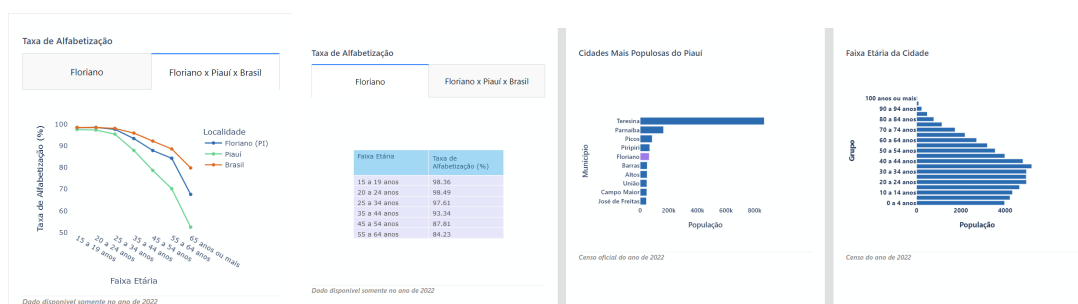 Taxa de Alfabetização
Floriano
Floriano x Piauí x Brasil
Taxa de Alfabetização (%)
100
90
80
70
60
50
15 a 19 anos
20 a 24 anos
25 a 34 anos
35 a 44 anos
45 a 54 anos
55 a 64 anos
65 anos ou mais
Faixa Etária
Localidade
Floriano (PI)
Piauí
Brasil
Dado disponível somente no ano de 2022
Taxa de Alfabetização
Floriano
Floriano x Piauí x Brasil
Faixa Etária
Taxa de
Alfabetização (%)
15 a 19 anos 98.36
20 a 24 anos 98.49
25 a 34 anos 97.61
35 a 44 anos 93.34
45 a 54 anos 87.81
55 a 64 anos 84.23
Dado disponível somente no ano de 2022
Cidades Mais Populosas do Piauí
Município
Teresina
Parnaíba
Picos
Piripiri
Floriano
Barras
Altos
União
Campo Maior
José de Freitas
0 200k 400k 600k 800k
População
Censo oficial do ano de 2022
Faixa Etária da Cidade
Grupo
100 anos ou mais
90 a 94 anos
80 a 84 anos
70 a 74 anos
60 a 64 anos
50 a 54 anos
40 a 44 anos
30 a 34 anos
20 a 24 anos
10 a 14 anos
0 a 4 anos
0 2000 4000
População
Censo do ano de 2022